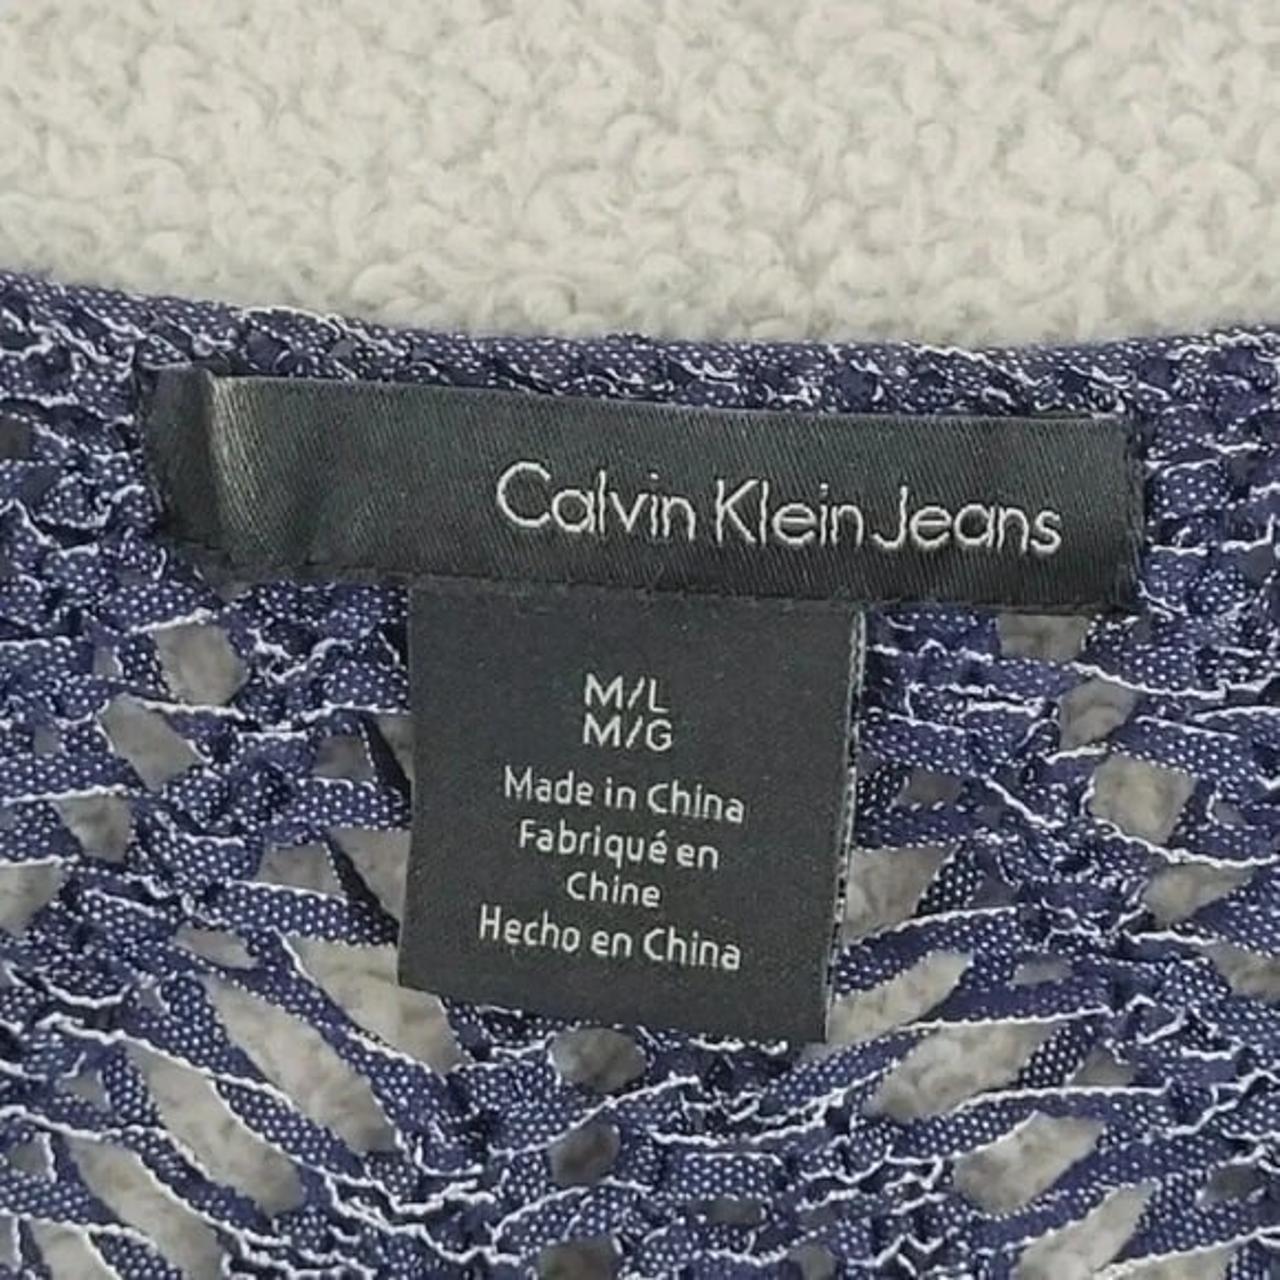 Calvin Klein Jeans
M/L
M/G
Made in China
Fabriqué en
Chine
Hecho en China